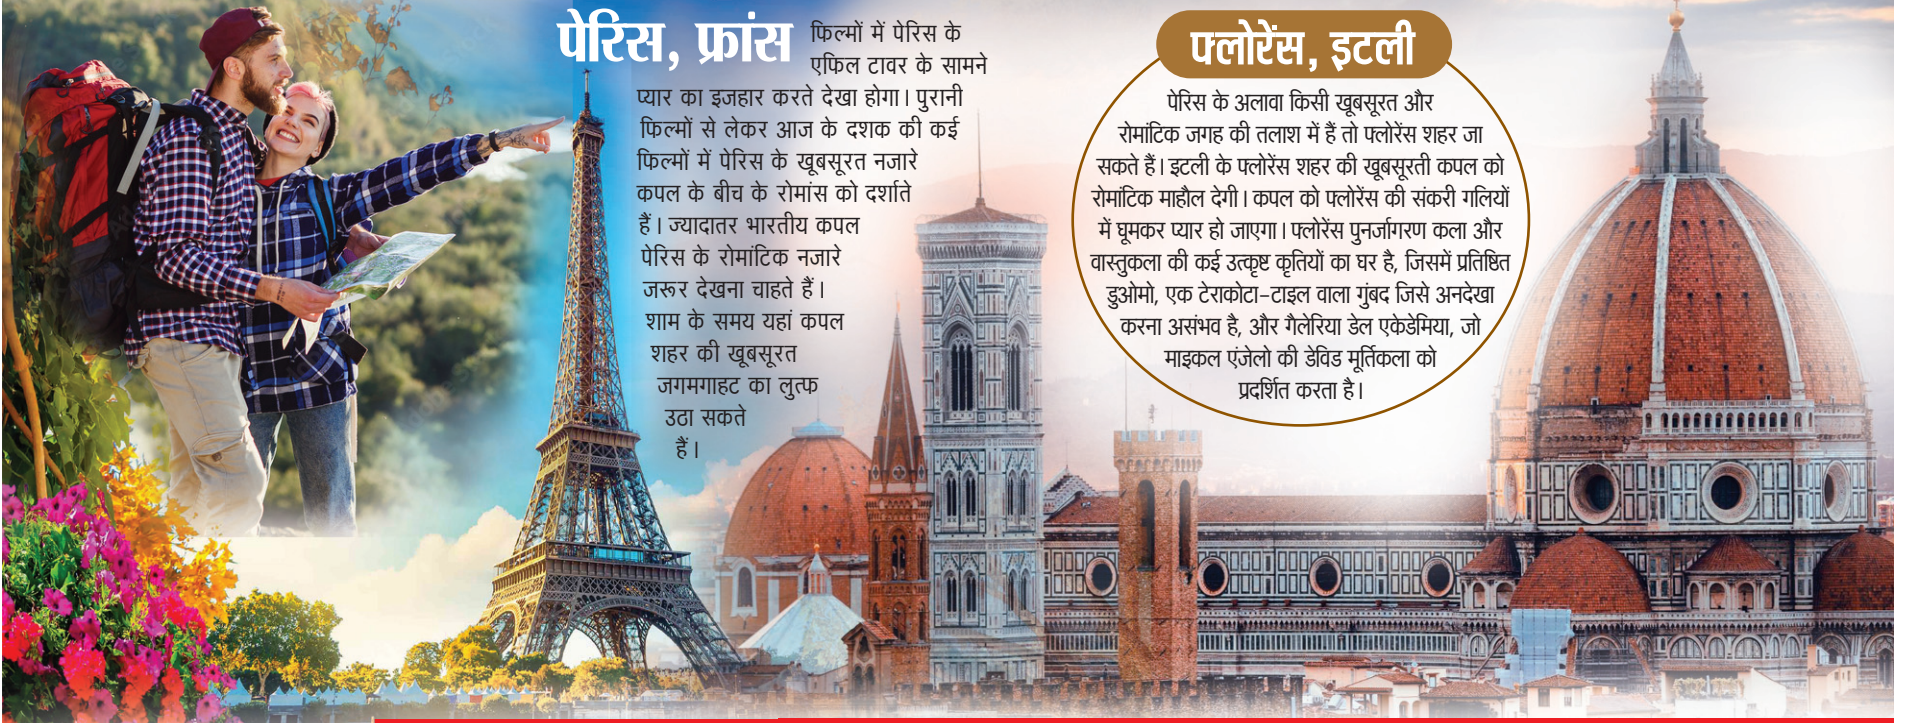 पेरिस, फ्रांस
फिल्मों में पेरिस के
एफिल टावर के सामने
प्यार का इजहार करते देखा होगा। पुरानी
फिल्मों से लेकर आज के दशक की कई
फिल्मों में पेरिस के खूबसूरत नजारे
कपल के बीच के रोमांस को दर्शाते
हैं। ज्यादातर भारतीय कपल
पेरिस के रोमांटिक नजारे
जरूर देखना चाहते हैं।
शाम के समय यहां कपल
शहर की खूबसूरत
जगमगाहट का लुत्फ
उठा सकते
हैं।
फ्लोरेंस, इटली
पेरिस के अलावा किसी खूबसूरत और
रोमांटिक जगह की तलाश में हैं तो फ्लोरेंस शहर जा
सकते हैं। इटली के फ्लोरेंस शहर की खूबसूरती कपल को
रोमांटिक माहौल देगी। कपल को फ्लोरेंस की संकरी गलियों
में घूमकर प्यार हो जाएगा। फ्लोरेंस पुनर्जागरण कला और
वास्तुकला की कई उत्कृष्ट कृतियों का घर है, जिसमें प्रतिष्ठित
डुओमो, एक टेराकोटा-टाइल वाला गुंबद जिसे अनदेखा
करना असंभव है, और गैलेरिया डेल एकेडेमिया, जो
माइकल एंजेलो की डेविड मूर्तिकला को
प्रदर्शित करता है।